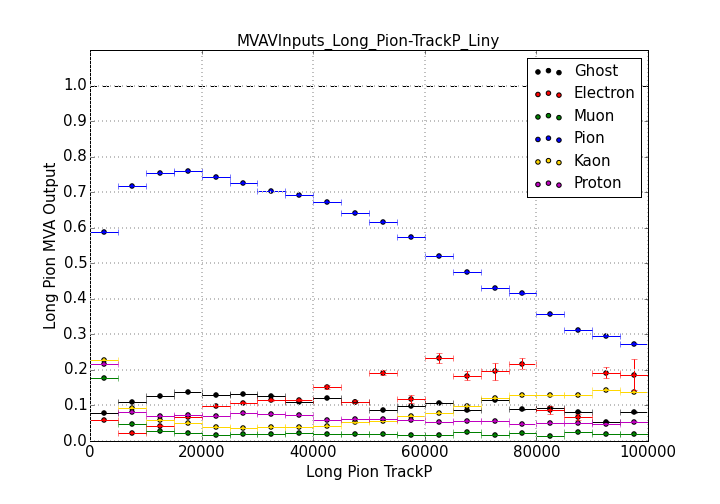 MVAVInputs_Long_Pion-TrackP_Liny
Long Pion MVA Output
1.0
0.9
0.8
0.7
0.6
0.5
0.4
0.3
0.2
0.1
0.0
Ghost
Electron
Muon
Pion
Kaon
Proton
0 20000 40000 60000 80000 100000
Long Pion TrackP